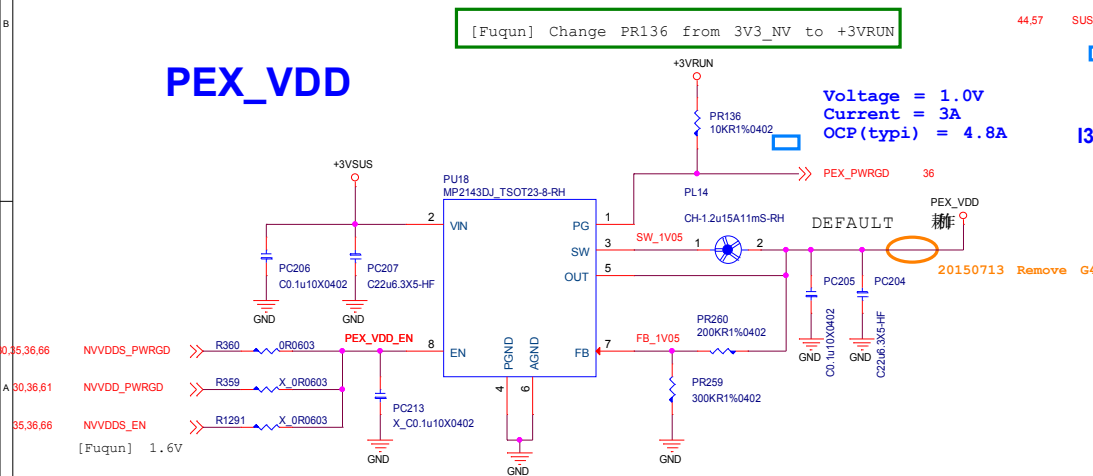 B
44,57 SUS
[Fuqun] Change PR136 from 3V3_NV to +3VRUN
PEX_VDD
+3VRUN
Voltage = 1.0V
Current = 3A
OCP(typi) = 4.8A
PR136
10KR1%0402
I3
+3VSUS
PU18
MP2143DJ_TSOT23-8-RH
PEX_PWRGD 36
PL14
CH-1.2u15A11mS-RH
PEX_VDD
DEFAULT
2 VIN
PG 1
SW 3
SW_1V05
1 2
OUT 5
20150713 Remove G4
PC206
C0.1u10X0402
PC207
C22u6.3X5-HF
PC205
C0.1u10X0402
PC204
C22u6.3X5-HF
GND
GND
GND
GND
PR260
200KR1%0402
0,35,36,66 NVVDDS_PWRGD R360 0R0603
PEX_VDD_EN
8 EN
PGND
AGND
FB 7
FB_1V05
4
6
A
30,36,61 NVVDD_PWRGD R359 X_0R0603
PR259
300KR1%0402
PC213
X_C0.1u10X0402
35,36,66 NVVDDS_EN R1291 X_0R0603
[Fuqun] 1.6V
GND
GND
GND